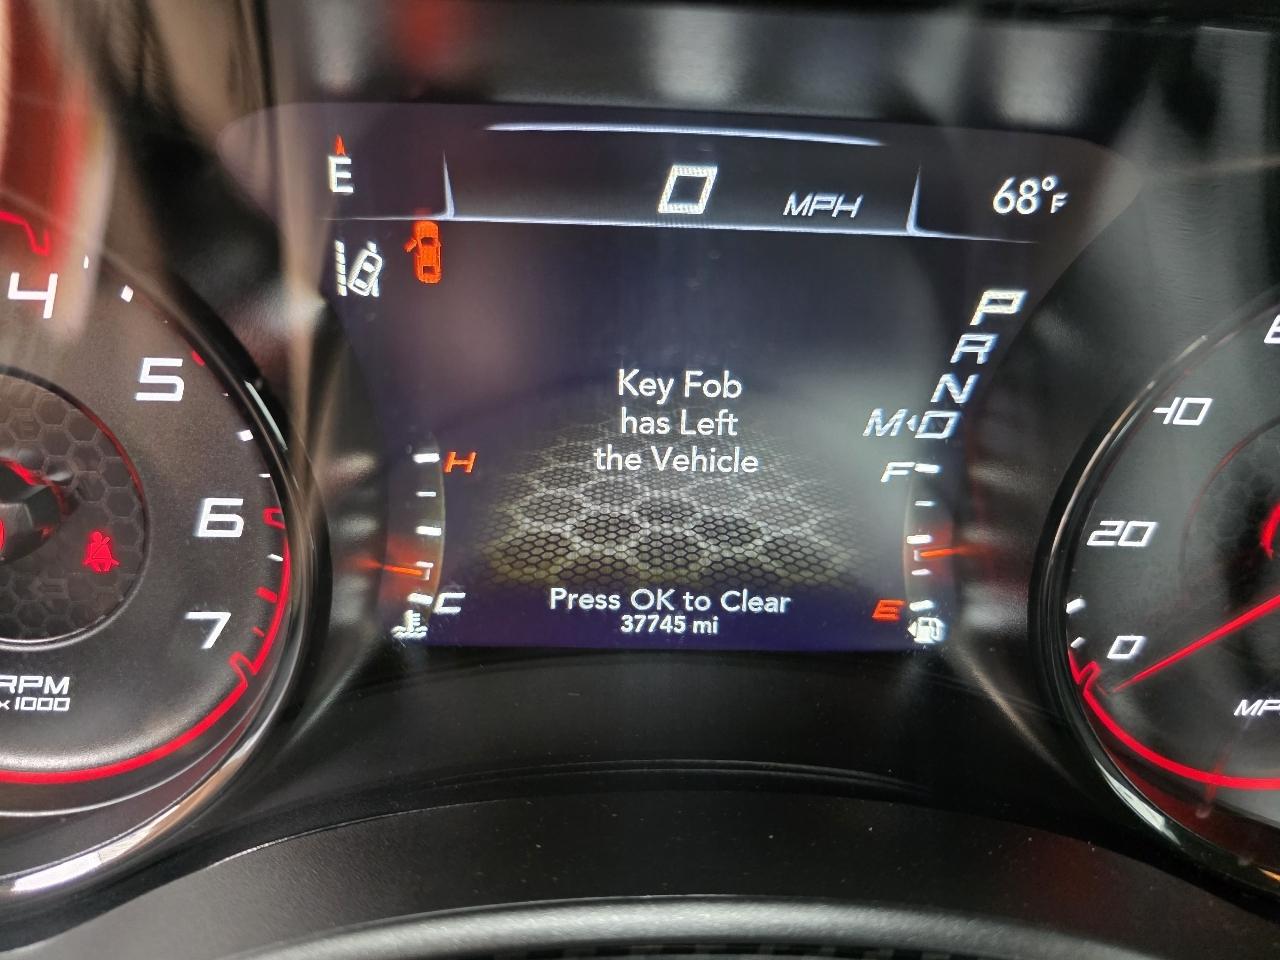 E
0 MPH
68°F
P
R
N
M D
4
5
6
7
RPM
x1000
H
C
Key Fob
has Left
the Vehicle
Press OK to Clear
37745 mi
F
E
40
20
0